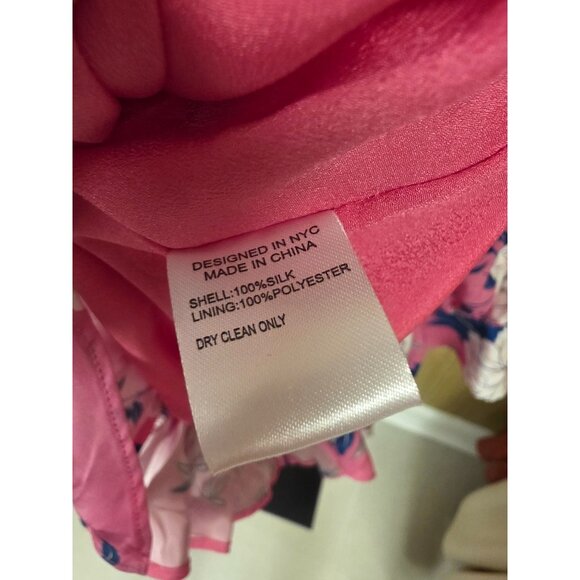 DESIGNED IN NYC
MADE IN CHINA
SHELL:100%SILK
LINING:100%POLYESTER
DRY CLEAN ONLY